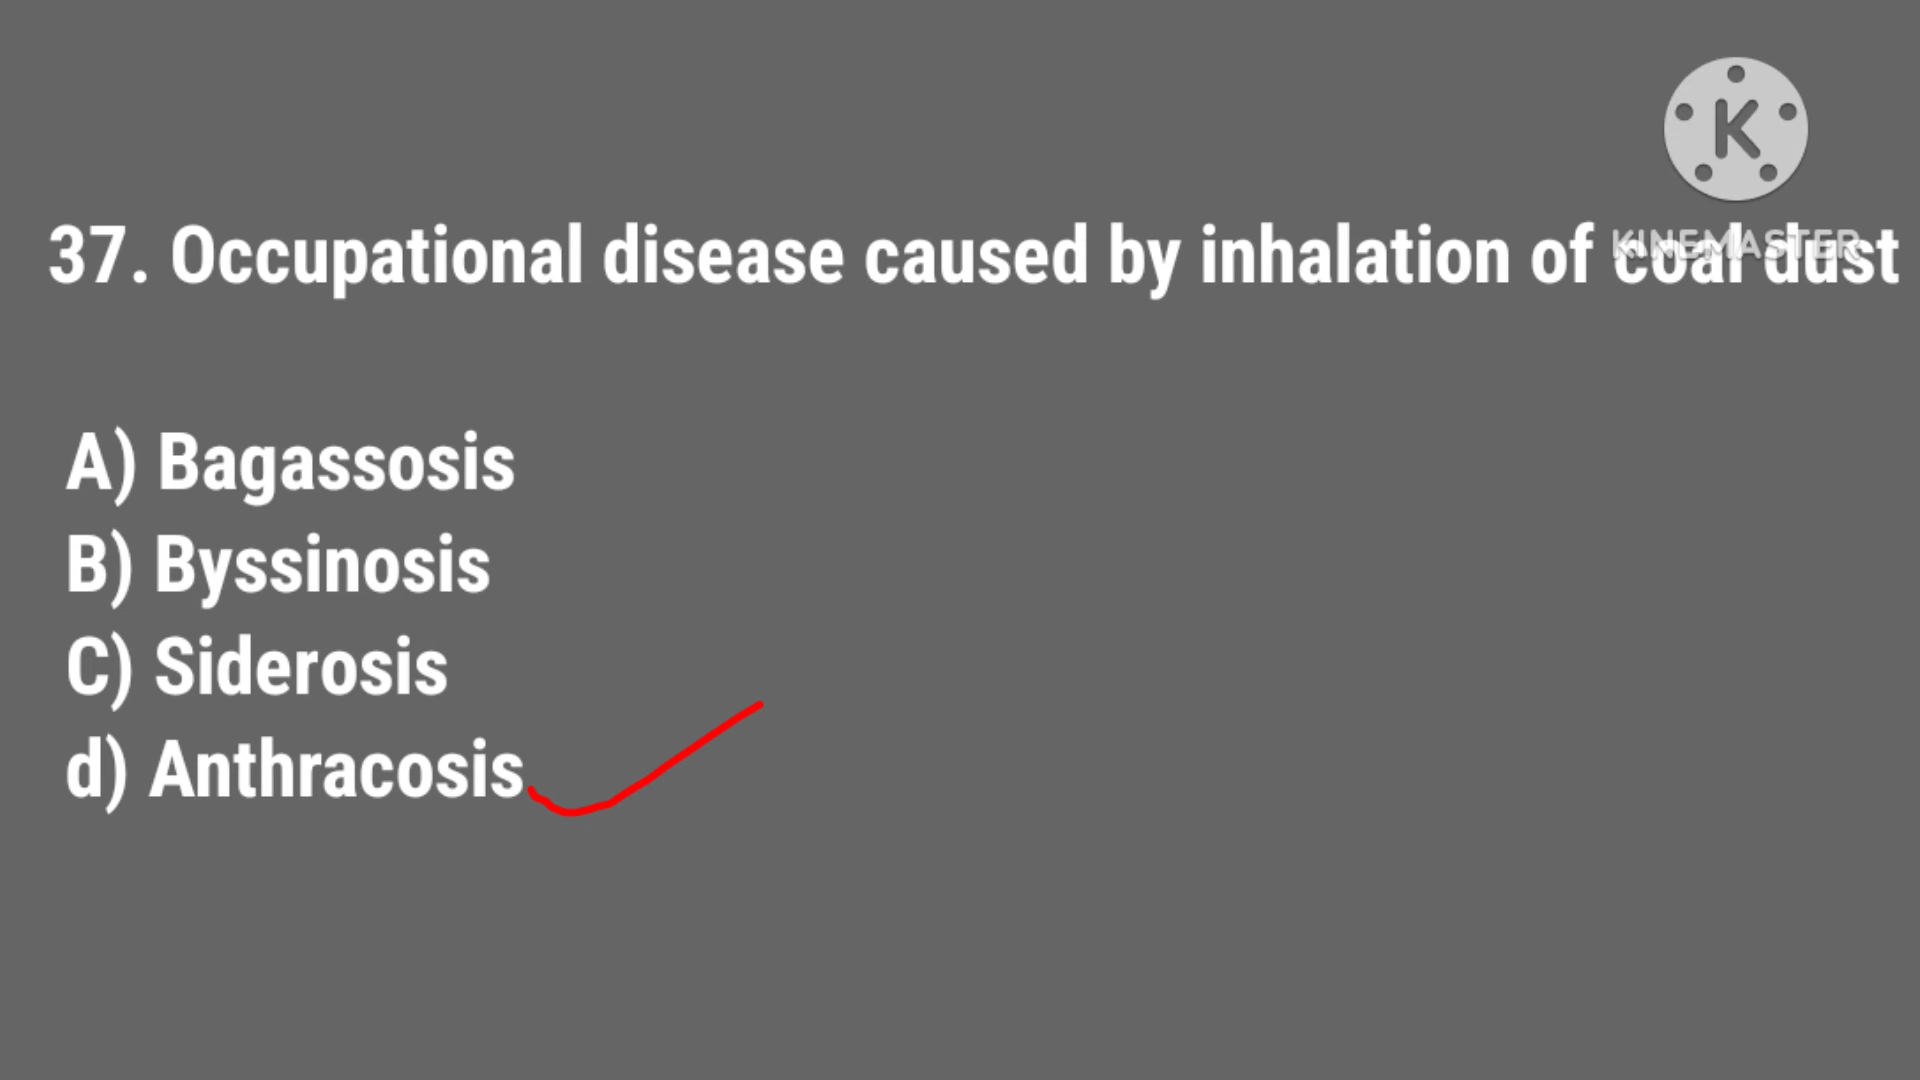 K
KINEMASTER
37. Occupational disease caused by inhalation of coal dust
A) Bagassosis
B) Byssinosis
C) Siderosis
d) Anthracosis